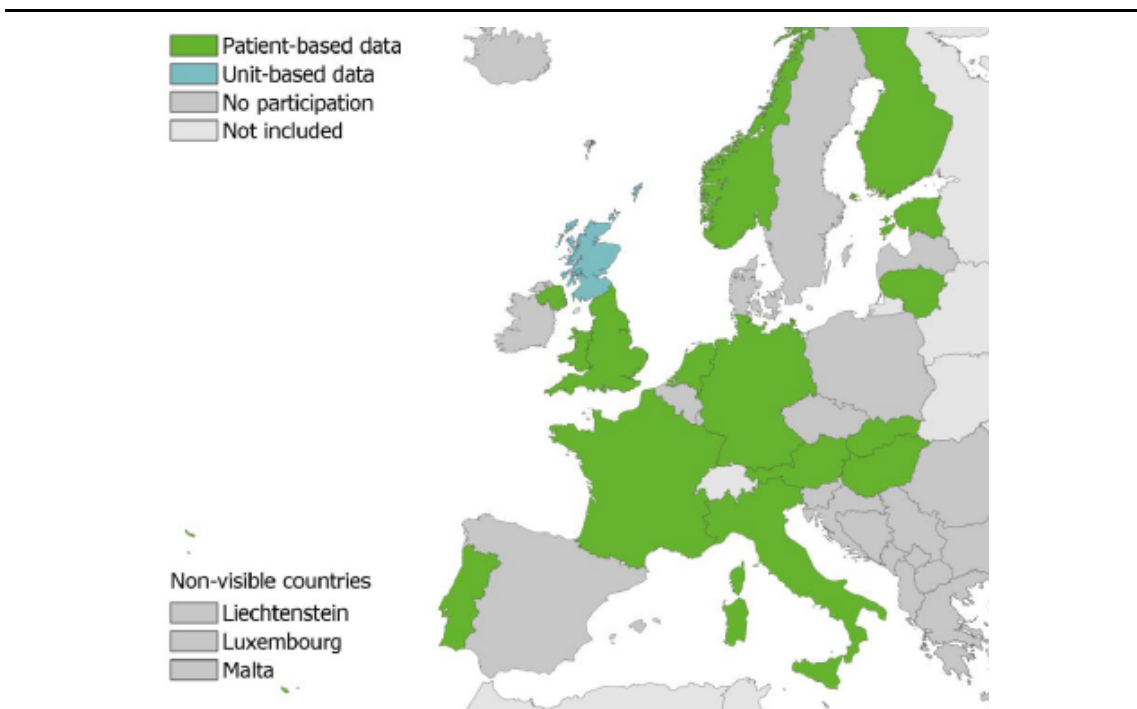 Patient-based data
Unit-based data
No participation
Not included
Non-visible countries
Liechtenstein
Luxembourg
Malta